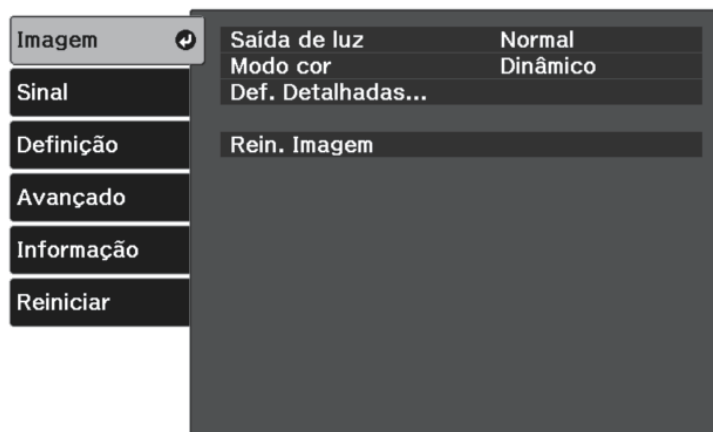 Imagem
Sinal
Definição
Avançado
Informação
Reiniciar
Saída de luz Normal
Modo cor Dinâmico
Def. Detalhadas...
Rein. Imagem